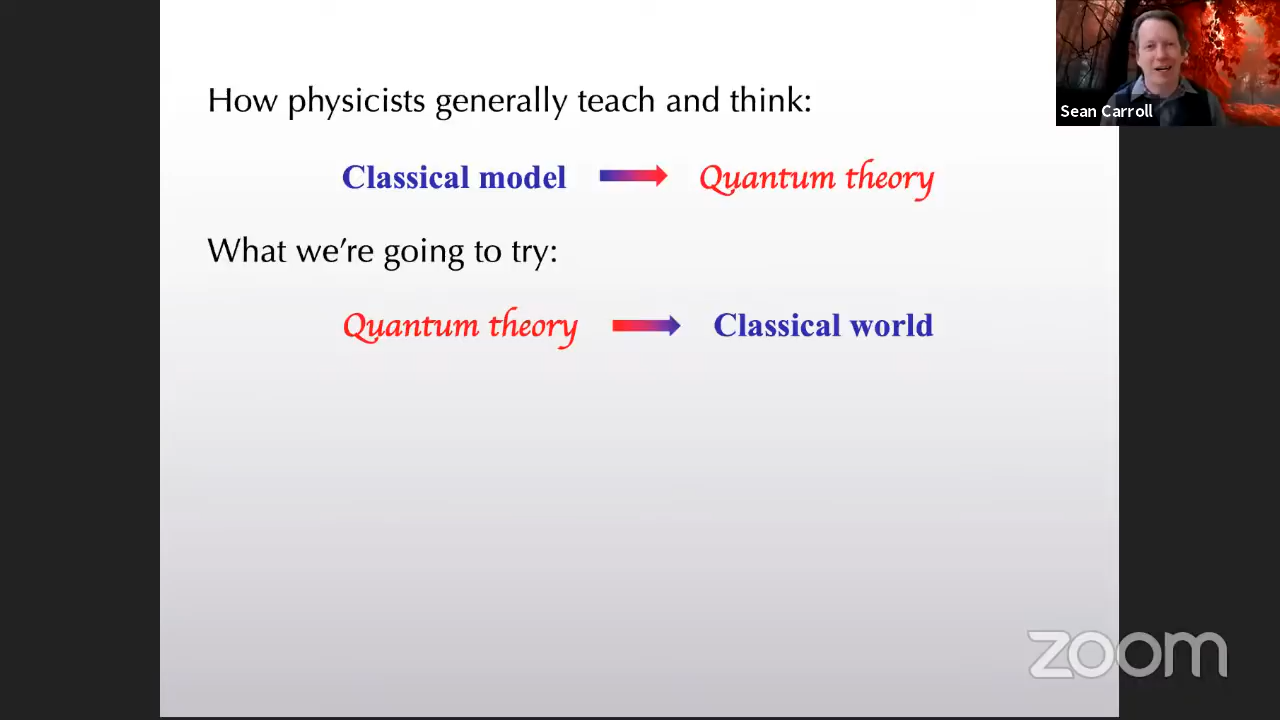 How physicists generally teach and think:
Classical model Quantum theory
What we’re going to try:
Quantum theory Classical world
Sean Carroll
zoom